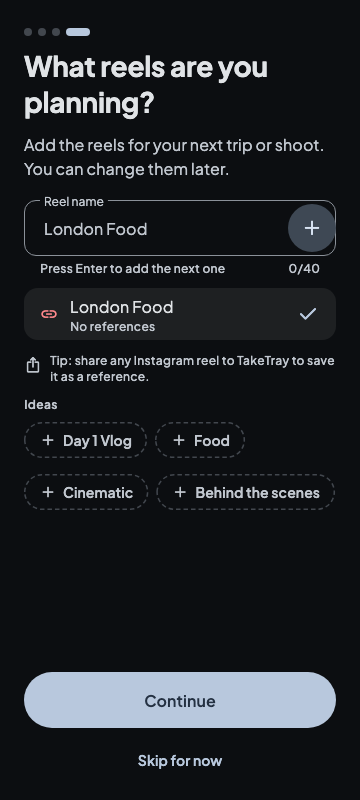 What reels are you
planning?
Add the reels for your next trip or shoot.
You can change them later.
Reel name
London Food
Press Enter to add the next one
0/40
London Food
No references
Tip: share any Instagram reel to TakeTray to save
it as a reference.
Ideas
Day 1 Vlog
Food
Cinematic
Behind the scenes
Continue
Skip for now